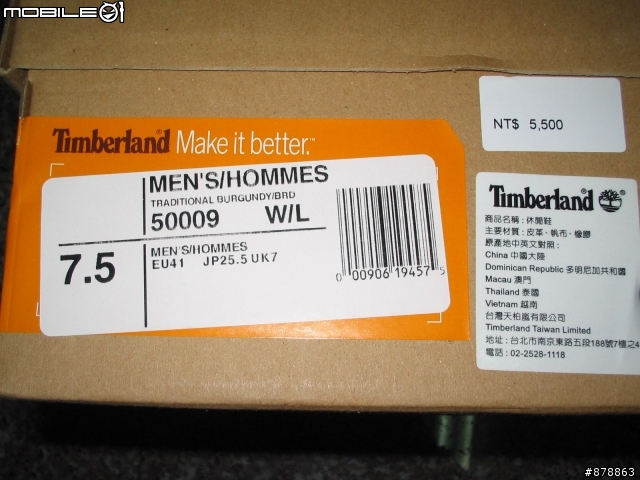 MOBILE01
NT$ 5,500
Timberland® Make it better.™
MEN'S/HOMMES
TRADITIONAL BURGUNDY/BRD
50009 W/L
7.5
MEN'S/HOMMES
EU41 JP25.5 UK7
0 00906 19457 5
Timberland
商品名稱:休閒鞋
主要材質:皮革、帆布、橡膠
原產地中英文對照:
China 中國大陸
Dominican Republic 多明尼加共和國
Macau 澳門
Thailand 泰國
Vietnam 越南
台灣天柏嵐有限公司
Timberland Taiwan Limited
地址:台北市南京東路五段188號7樓之4
電話:02-2528-1118
#878863